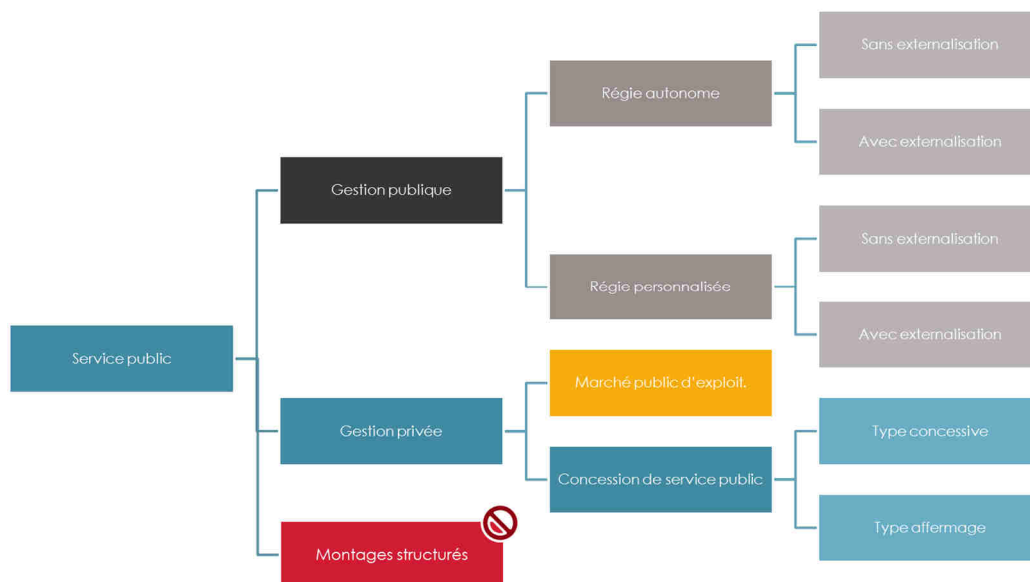 Sans externalisation
Régie autonome
Avec externalisation
Gestion publique
Sans externalisation
Régie personnalisée
Avec externalisation
Service public
Marché public d'exploit.
Gestion privée
Type concessive
Concession de service public
Type affermage
Montages structurés